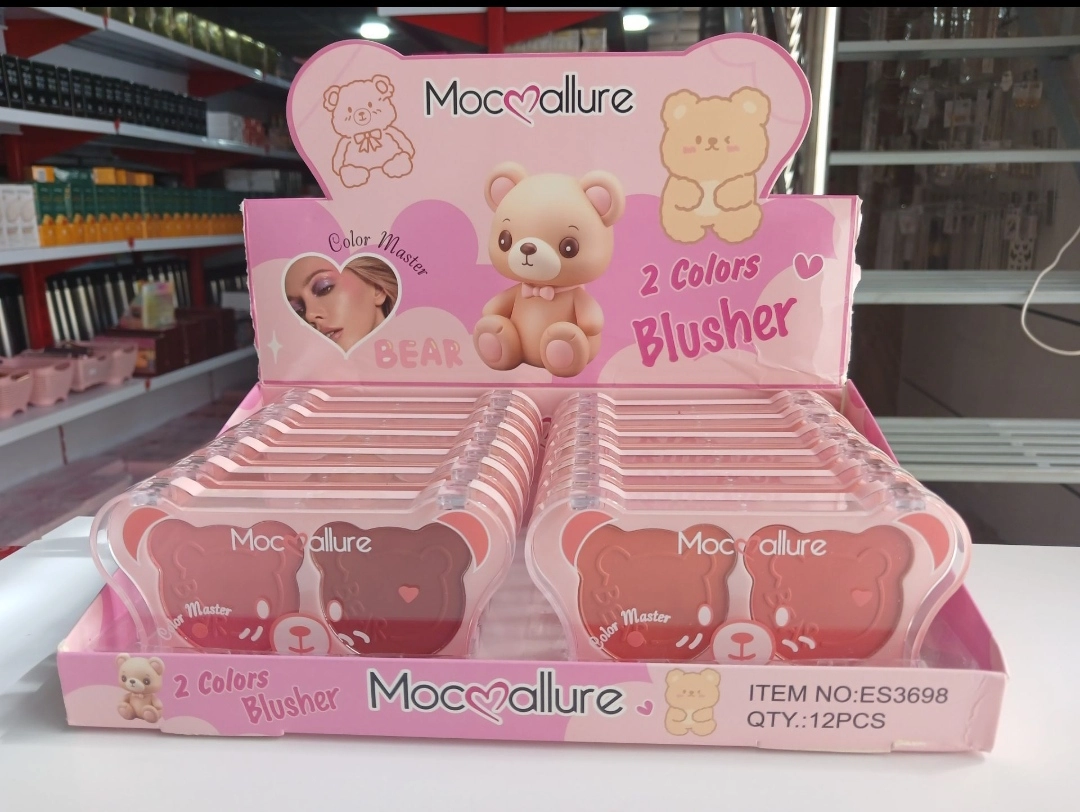 Mocallure
Color Master
BEAR
2 Colors
Blusher
Mocallure
Color Master
Mocallure
Color Master
2 Colors
Blusher
Mocallure
ITEM NO:ES3698
QTY.:12PCS